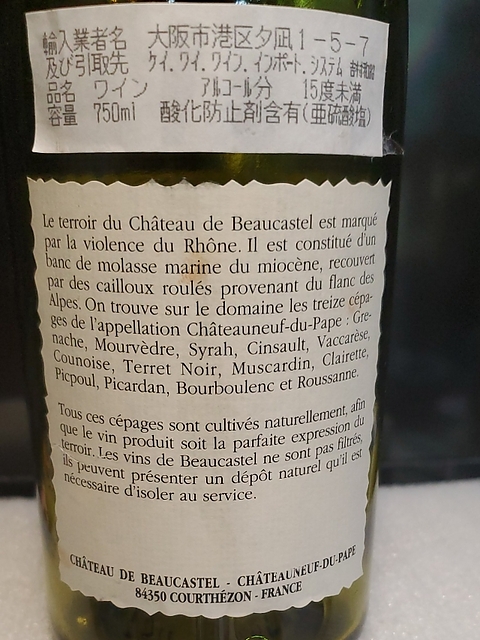 輸入業者名 大阪市港区夕凪1-5-7
及び引取先 ケイ.ワイ.ワイン.インポート.システム
品名 ワイン アルコール分 15度未満
容量 750ml 酸化防止剤含有(亜硫酸塩)
Le terroir du Château de Beaucastel est marqué
par la violence du Rhône. Il est constitué d'un
banc de molasse marine du miocène, recouvert
par des cailloux roulés provenant du flanc des
Alpes. On trouve sur le domaine les treize cépa-
ges de l'appellation Châteauneuf-du-Pape : Gre-
nache, Mourvèdre, Syrah, Cinsault, Vaccarèse,
Counoise, Terret Noir, Muscardin, Clairette,
Picpoul, Picardan, Bourboulenc et Roussanne.
Tous ces cépages sont cultivés naturellement, afin
que le vin produit soit la parfaite expression du
terroir. Les vins de Beaucastel ne sont pas filtrés,
ils peuvent présenter un dépôt naturel qu'il est
nécessaire d'isoler au service.
CHÂTEAU DE BEAUCASTEL - CHÂTEAUNEUF-DU-PAPE
84350 COURTHÉZON - FRANCE